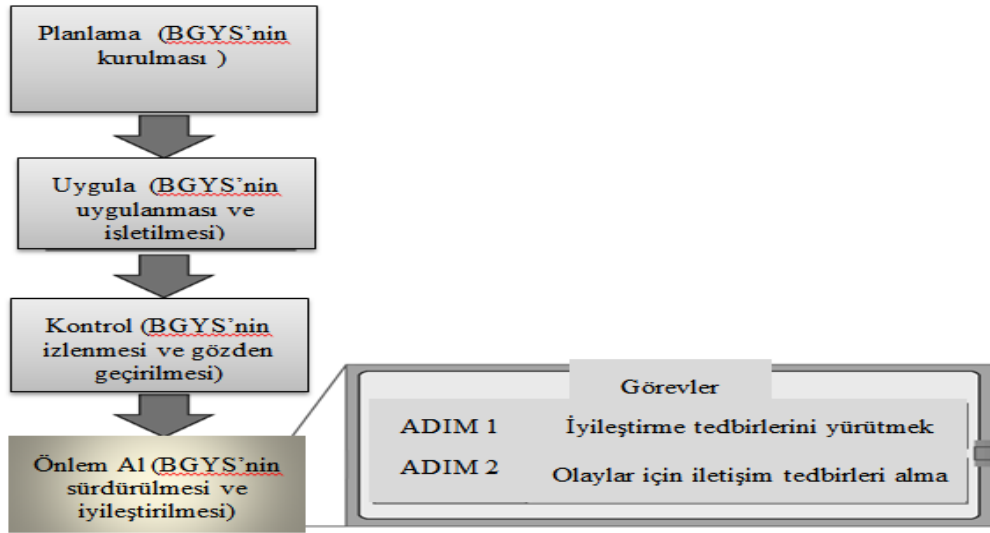 Planlama (BGYS’nin
kurulması )
Uygula (BGYS’nin
uygulanması ve
işletilmesi)
Kontrol (BGYS’nin
izlenmesi ve gözden
geçirilmesi)
Önlem Al (BGYS’nin
sürdürülmesi ve
iyileştirilmesi)
Görevler
ADIM 1 İyileştirme tedbirlerini yürütmek
ADIM 2 Olaylar için iletişim tedbirleri alma